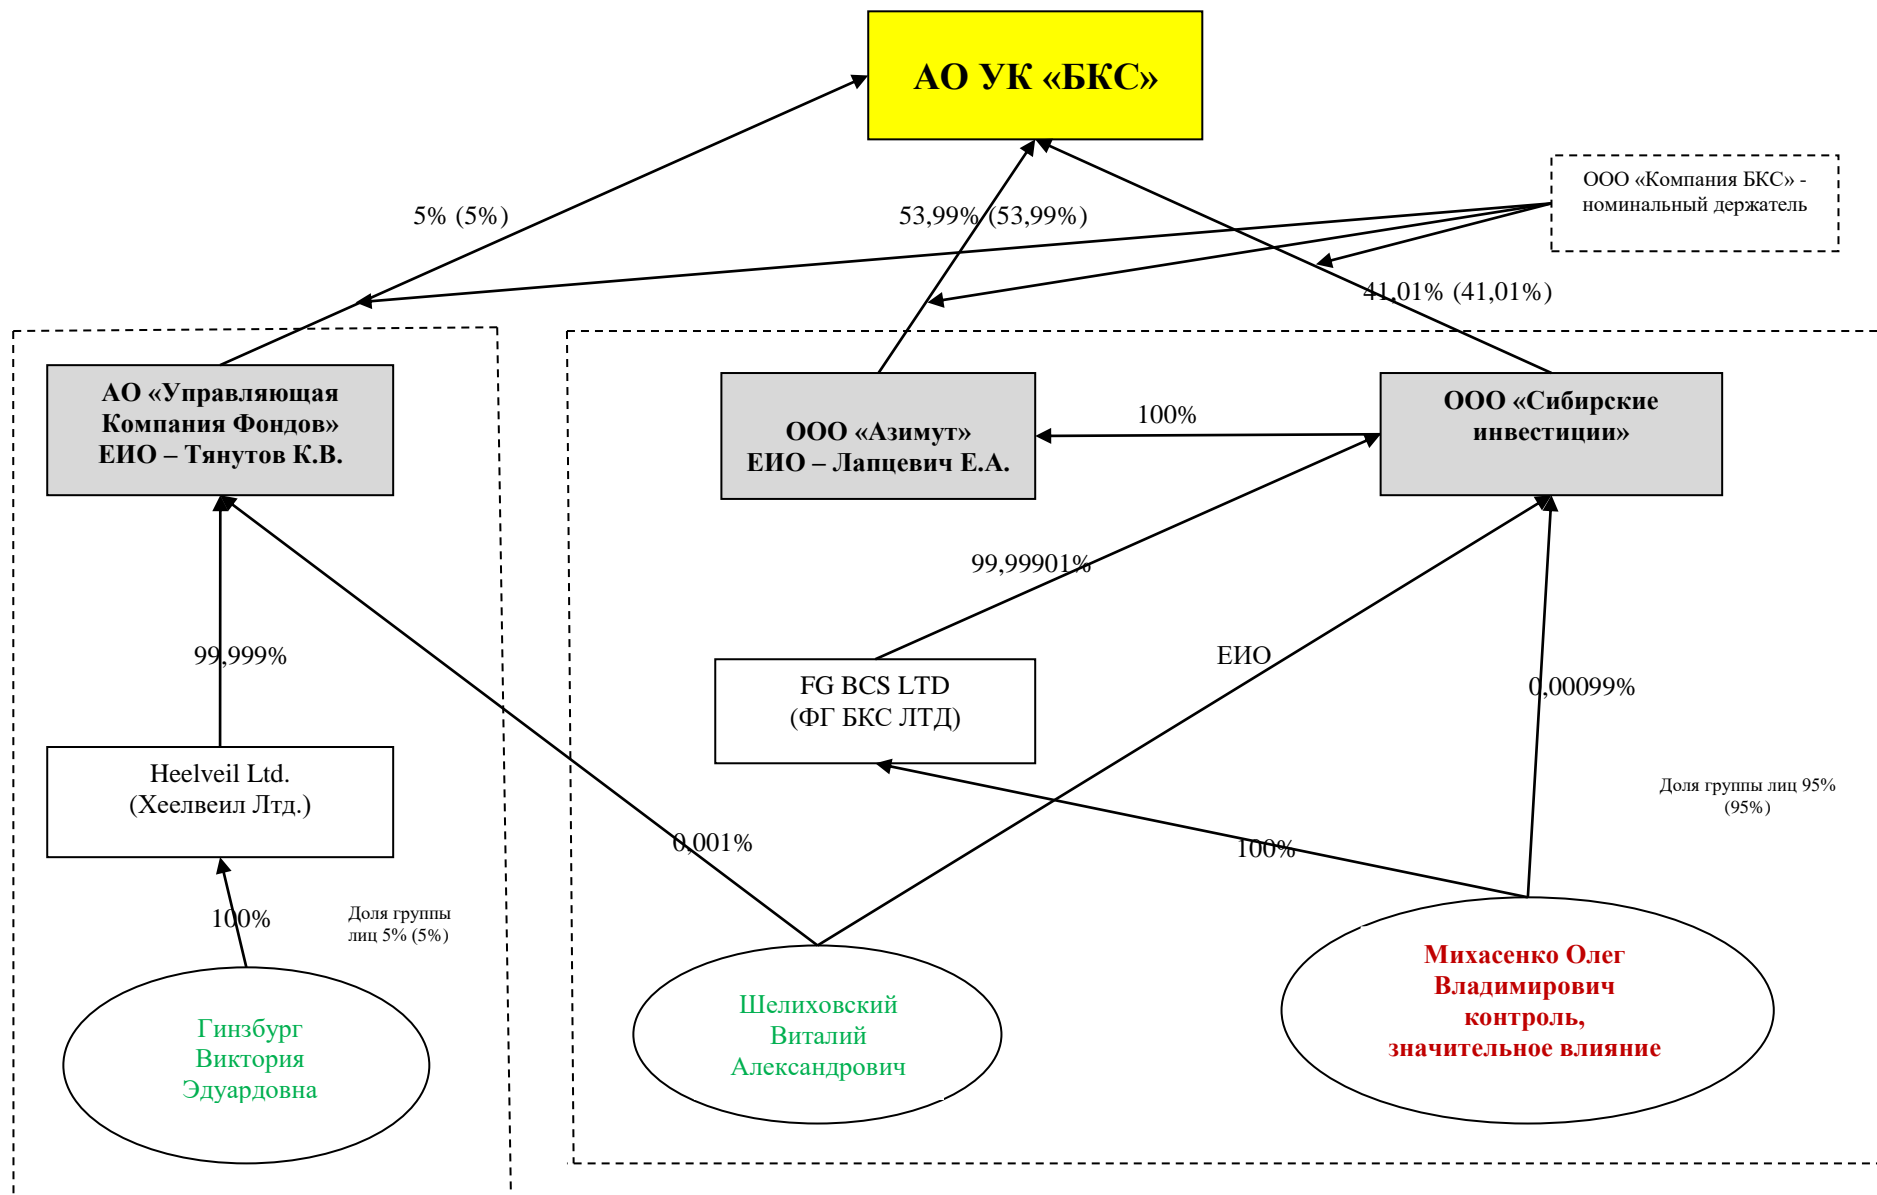 АО УК «БКС»
ООО «Компания БКС» -
номинальный держатель
5% (5%)
53,99% (53,99%)
41,01% (41,01%)
АО «Управляющая
Компания Фондов»
ЕИО – Тянутов К.В.
ООО «Азимут»
ЕИО – Лапцевич Е.А.
100%
ООО «Сибирские
инвестиции»
99,99901%
99,999%
ЕИО
0,00099%
FG BCS LTD
(ФГ БКС ЛТД)
Heelveil Ltd.
(Хеелвеил Лтд.)
Доля группы лиц 95%
(95%)
0,001%
100%
100%
Доля группы
лиц 5% (5%)
Гинзбург
Виктория
Эдуардовна
Шелиховский
Виталий
Александрович
Михасенко Олег
Владимирович
контроль,
значительное влияние